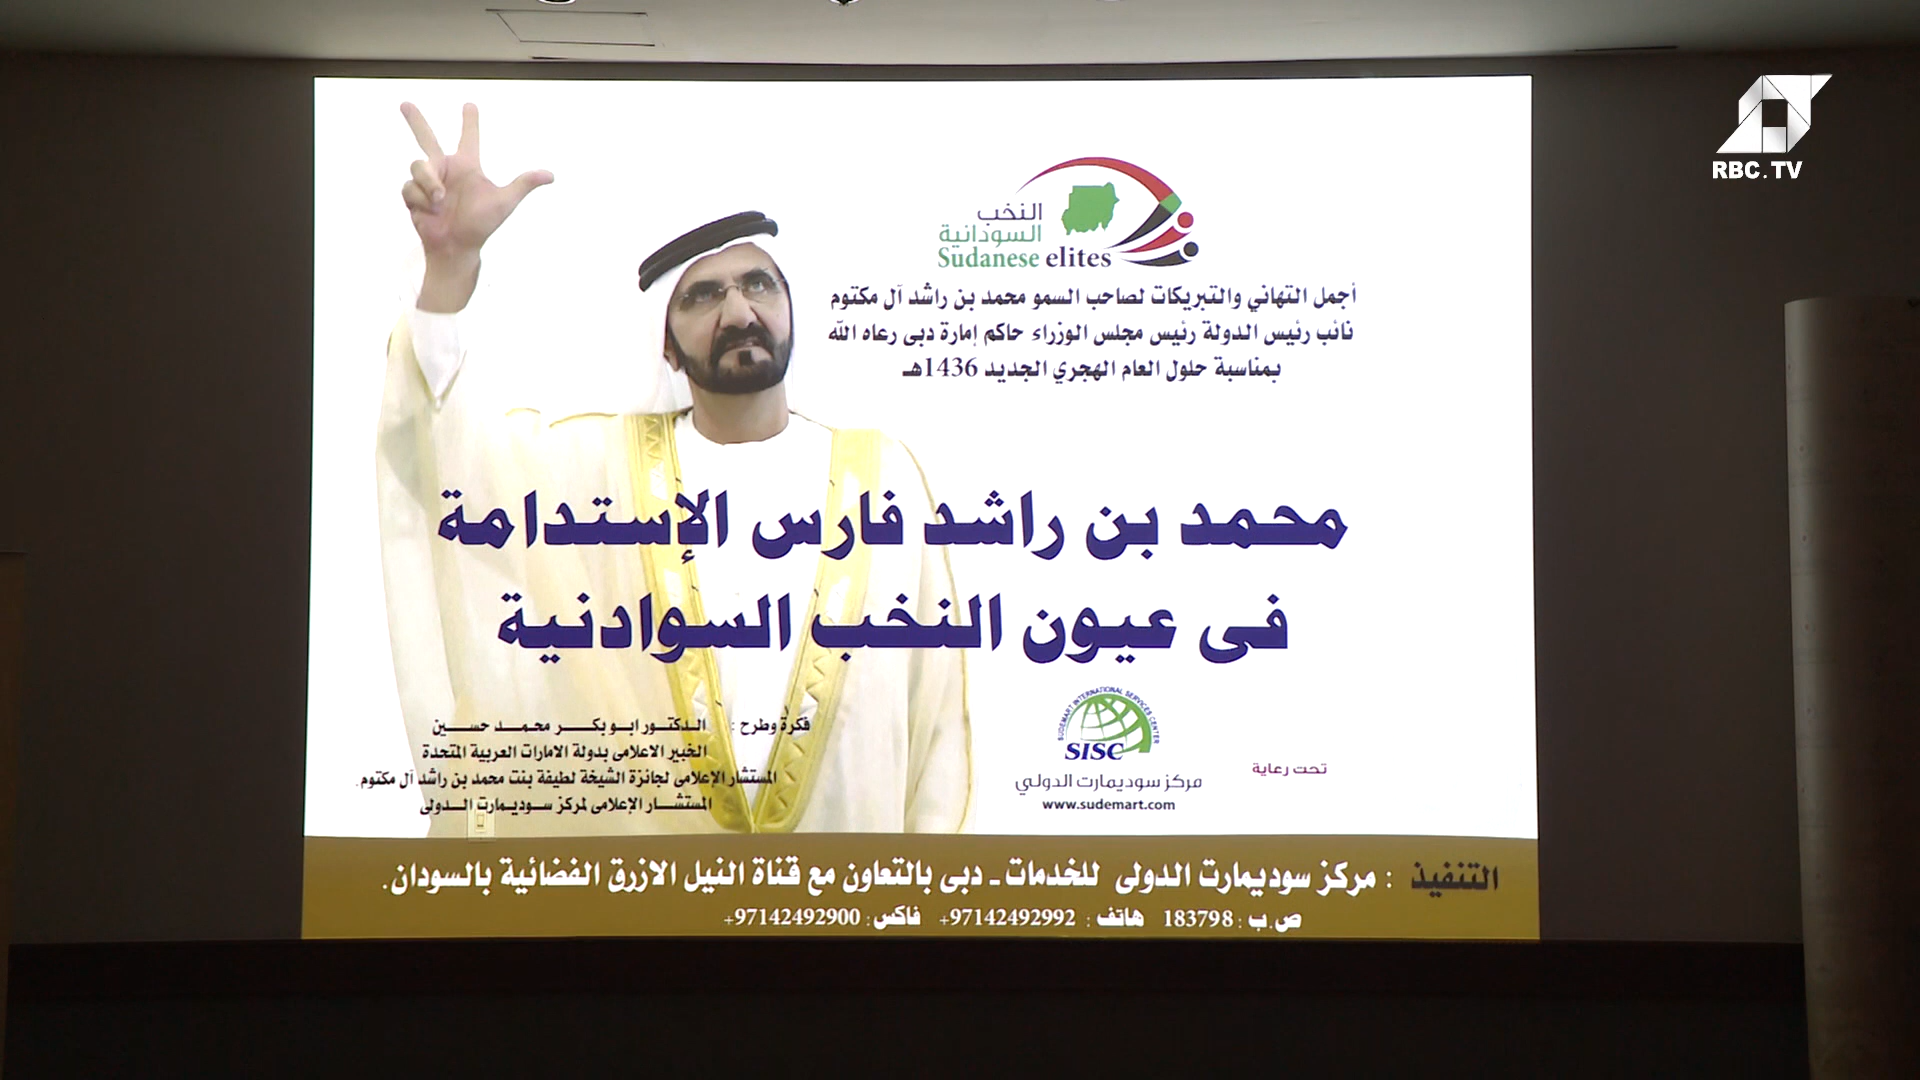 RBC.TV
النخب
السودانية
Sudanese elites
أجمل التهاني والتبريكات لصاحب السمو محمد بن راشد آل مكتوم
نائب رئيس الدولة رئيس مجلس الوزراء حاكم إمارة دبى رعاه الله
بمناسبة حلول العام الهجري الجديد 1436هـ
محمد بن راشد فارس الإستدامة
فى عيون النخب السوادنية
فكرة وطرح : الدكتور ابو بكر محمد حسين
الخبير الاعلامى بدولة الامارات العربية المتحدة
المستشار الإعلامى لجائزة الشيخة لطيفة بنت محمد بن راشد آل مكتوم.
المستشار الإعلامى لمركز سوديمارت الدولى
تحت رعاية
SUDEMART INTERNATIONAL SERVICES CENTER
SISC
مركز سوديمارت الدولي
www.sudemart.com
التنفيذ : مركز سوديمارت الدولى للخدمات - دبى بالتعاون مع قناة النيل الازرق الفضائية بالسودان.
ص.ب : 183798 هاتف : 97142492992+ فاكس : 97142492900+